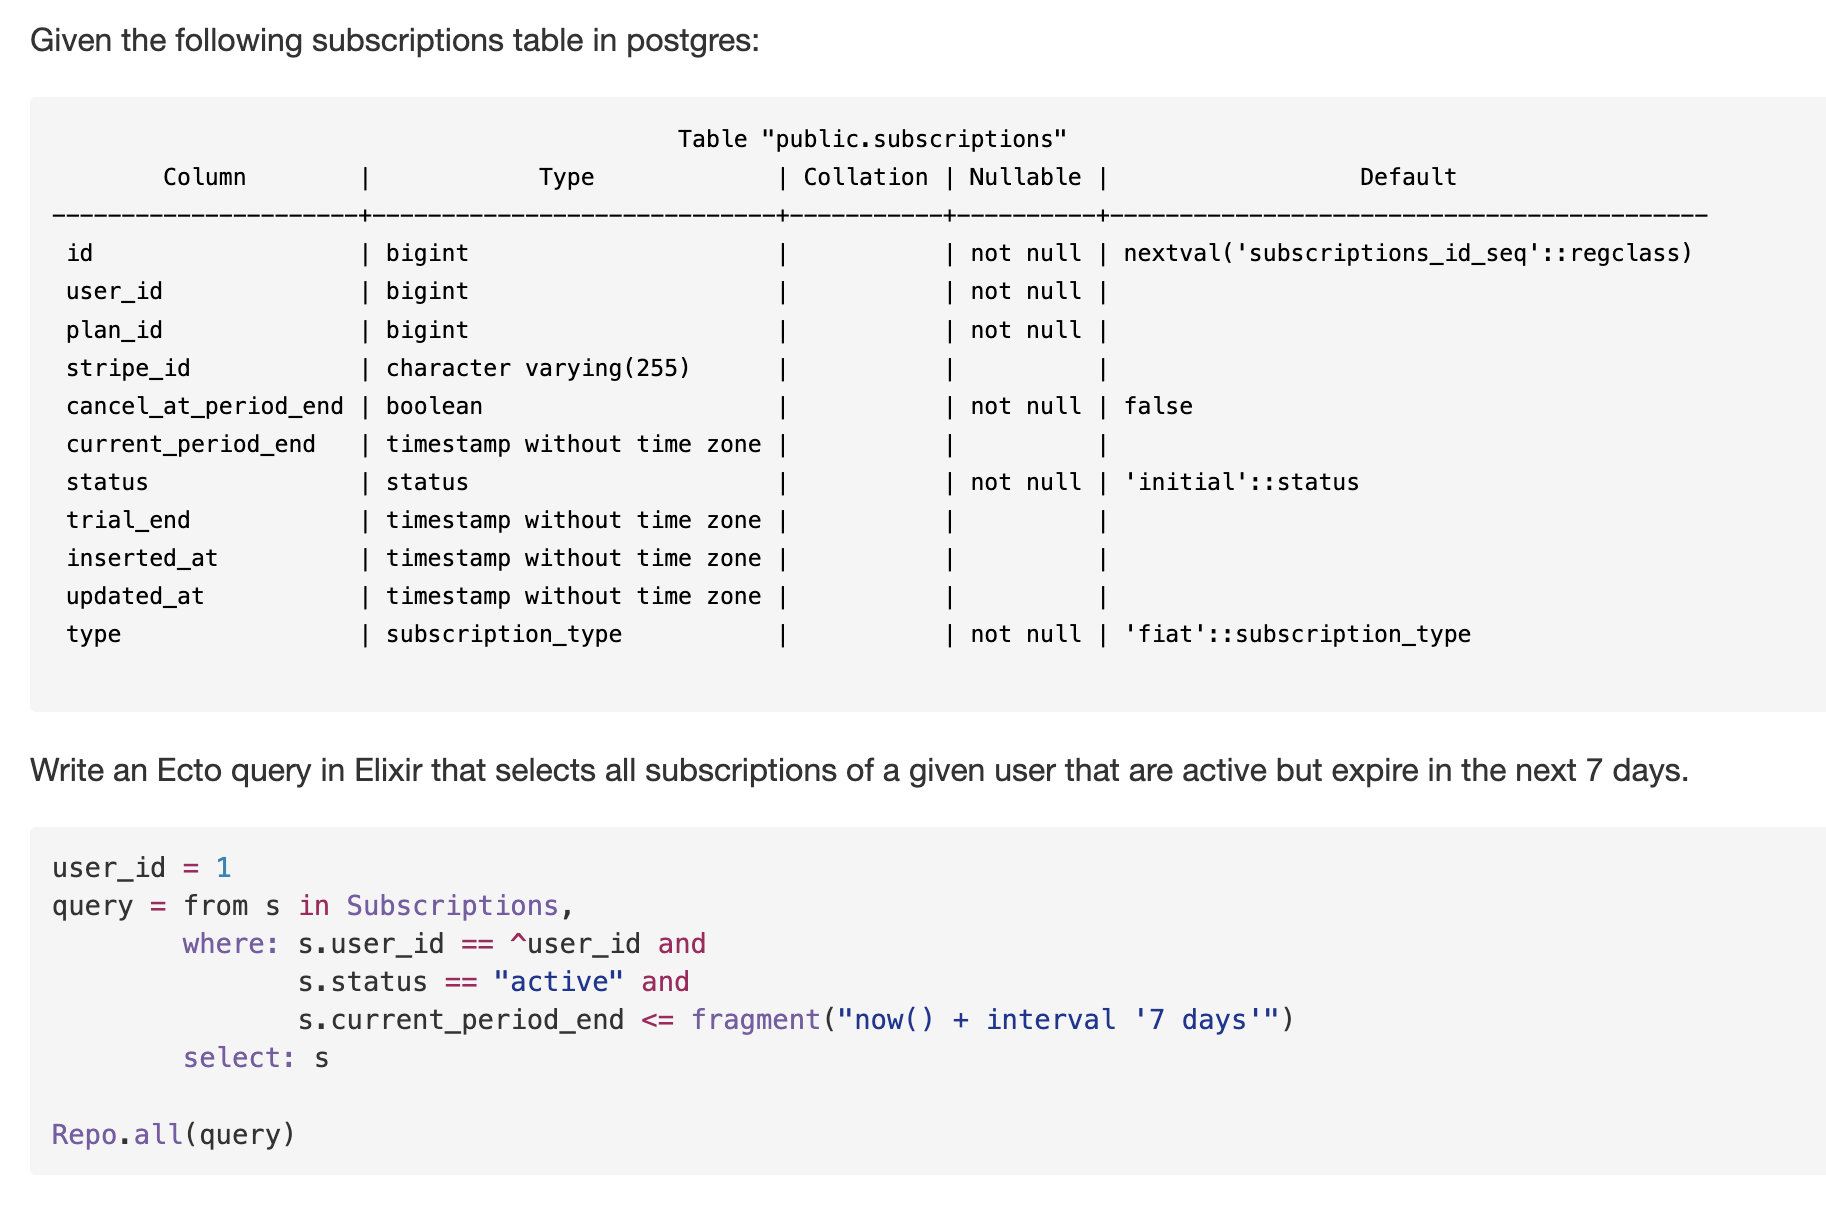 Given the following subscriptions table in postgres:
Table "public.subscriptions"
Column | Type | Collation | Nullable | Default
----------------------+-----------------------------+-----------+----------+-------------------------------------------
id | bigint | | not null | nextval('subscriptions_id_seq'::regclass)
user_id | bigint | | not null |
plan_id | bigint | | not null |
stripe_id | character varying(255) | | |
cancel_at_period_end | boolean | | not null | false
current_period_end | timestamp without time zone | | |
status | status | | not null | 'initial'::status
trial_end | timestamp without time zone | | |
inserted_at | timestamp without time zone | | |
updated_at | timestamp without time zone | | |
type | subscription_type | | not null | 'fiat'::subscription_type
Write an Ecto query in Elixir that selects all subscriptions of a given user that are active but expire in the next 7 days.
user_id = 1
query = from s in Subscriptions,
where: s.user_id == ^user_id and
s.status == "active" and
s.current_period_end <= fragment("now() + interval '7 days'")
select: s
Repo.all(query)